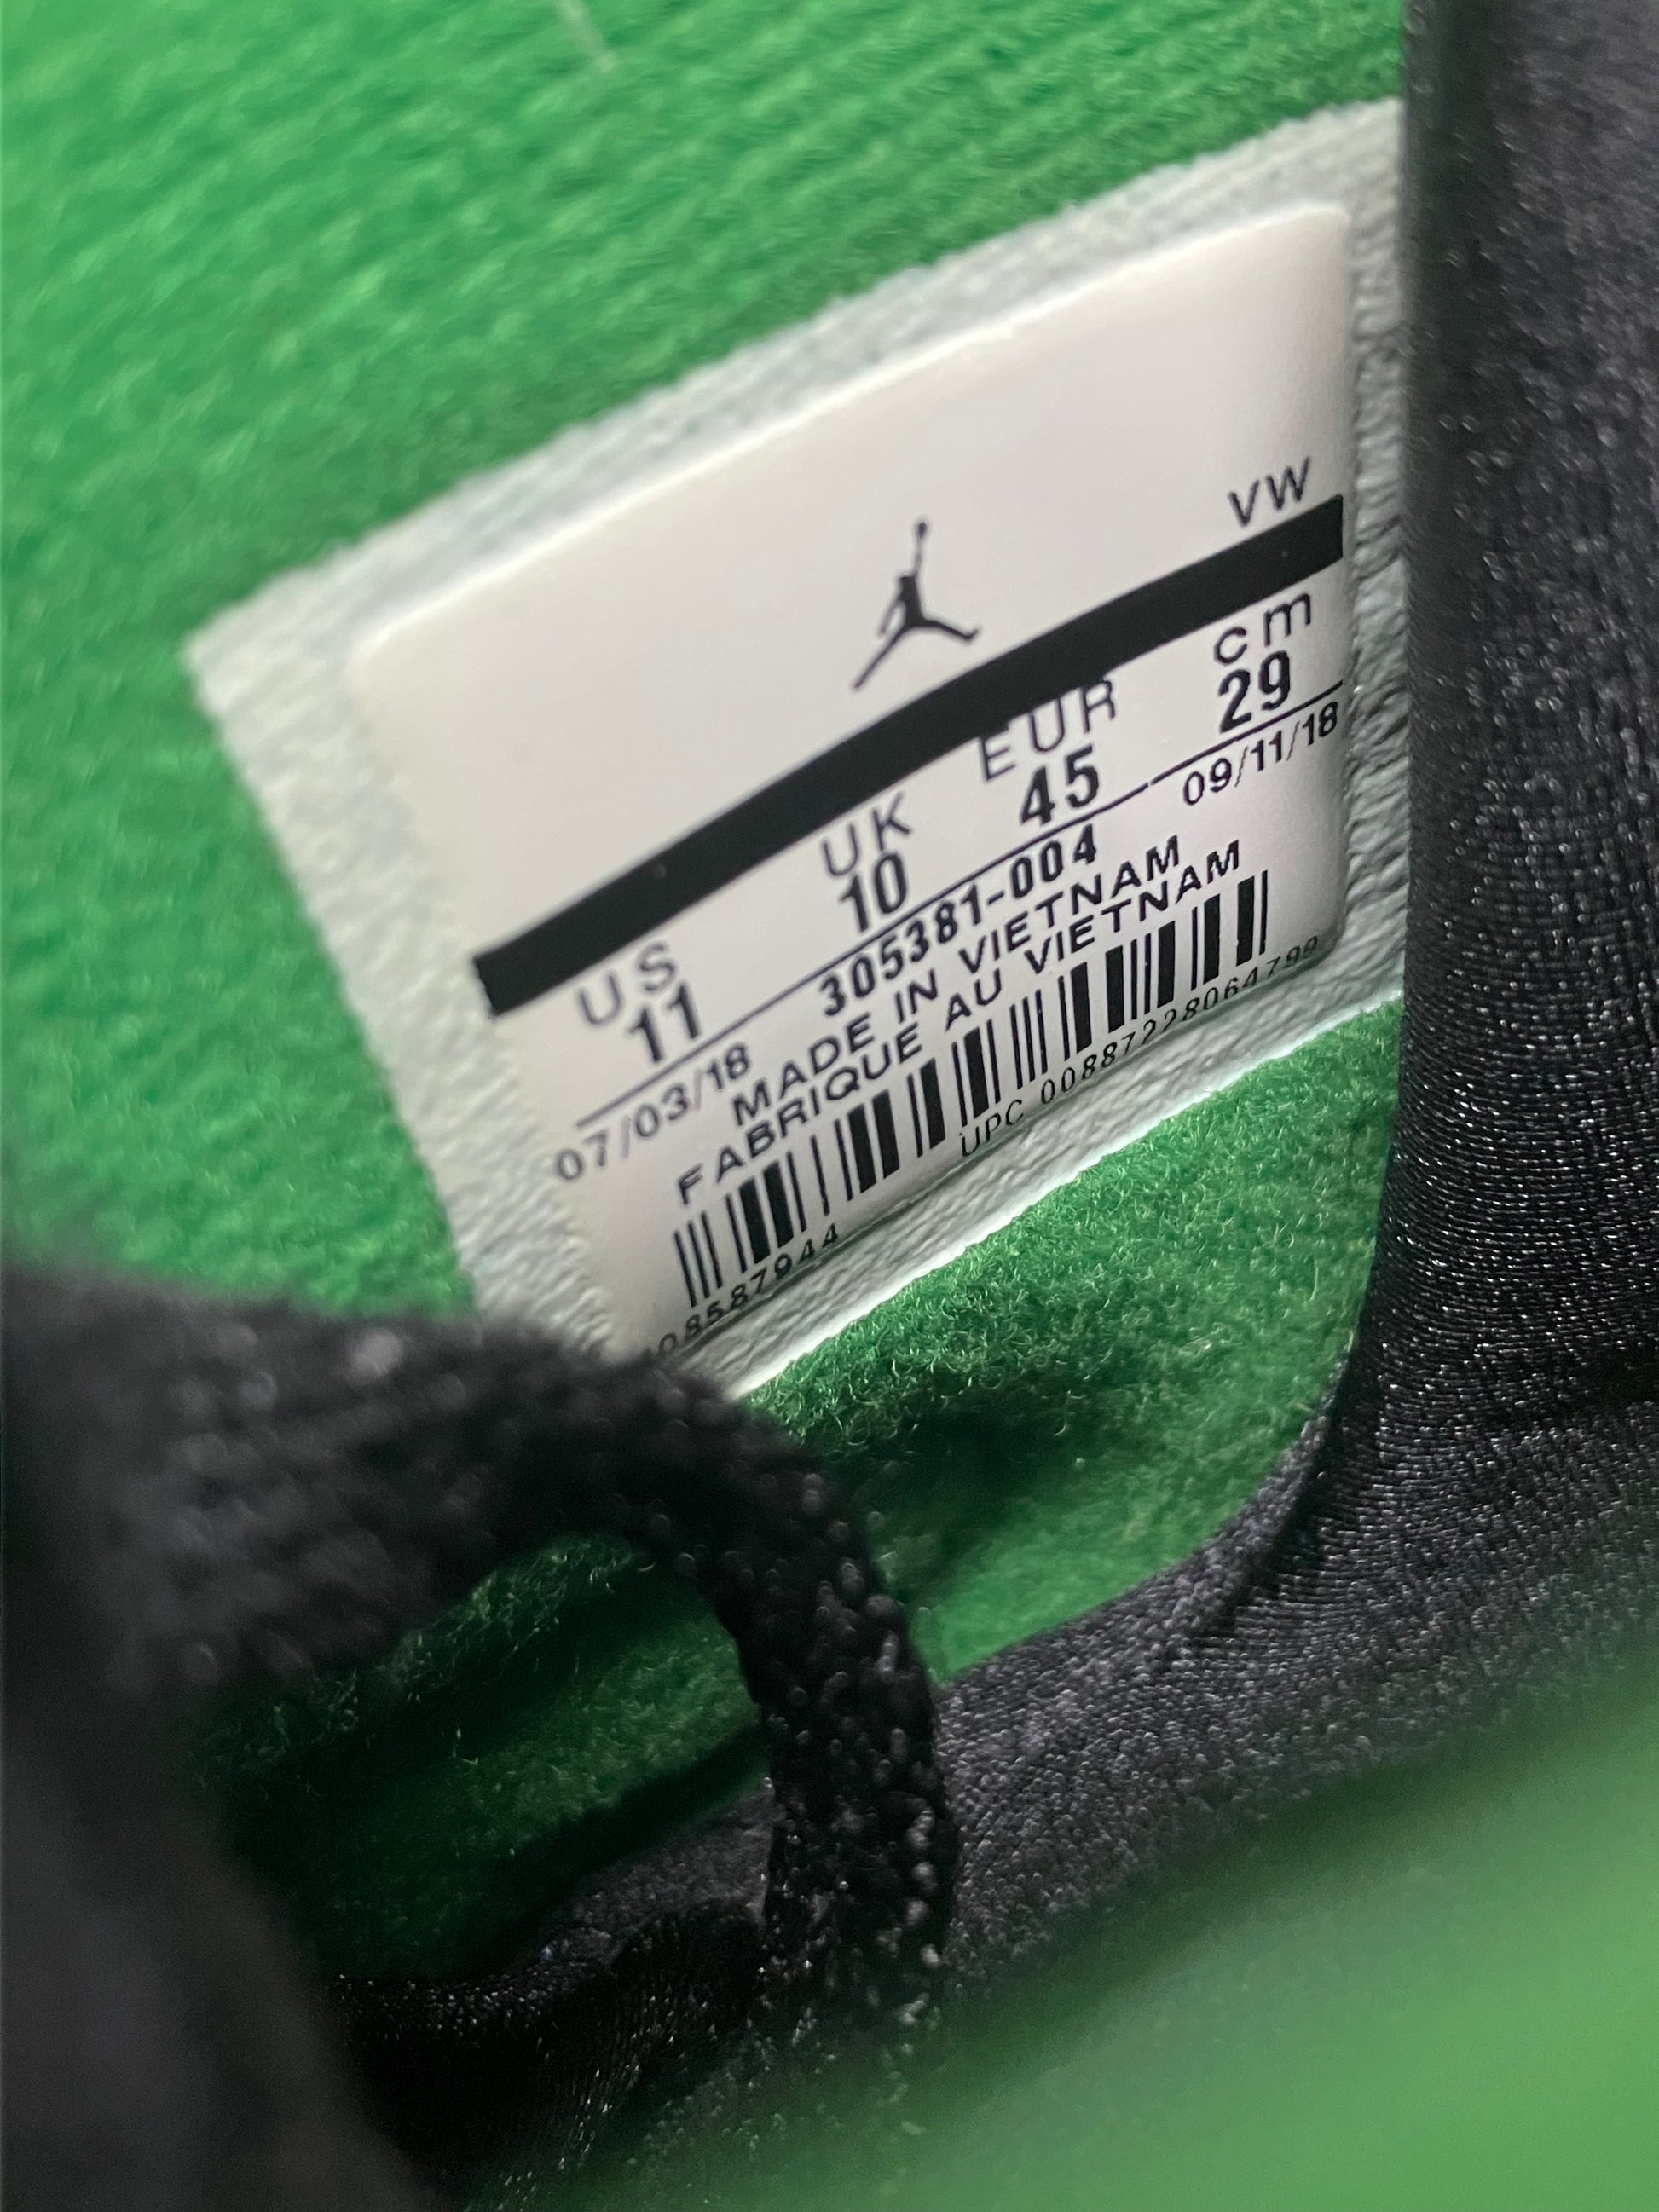 VW
US UK EUR cm
11 10 45 29
07/03/18 305381-004 09/11/18
MADE IN VIETNAM
FABRIQUE AU VIETNAM
UPC 00887228064799
08587944